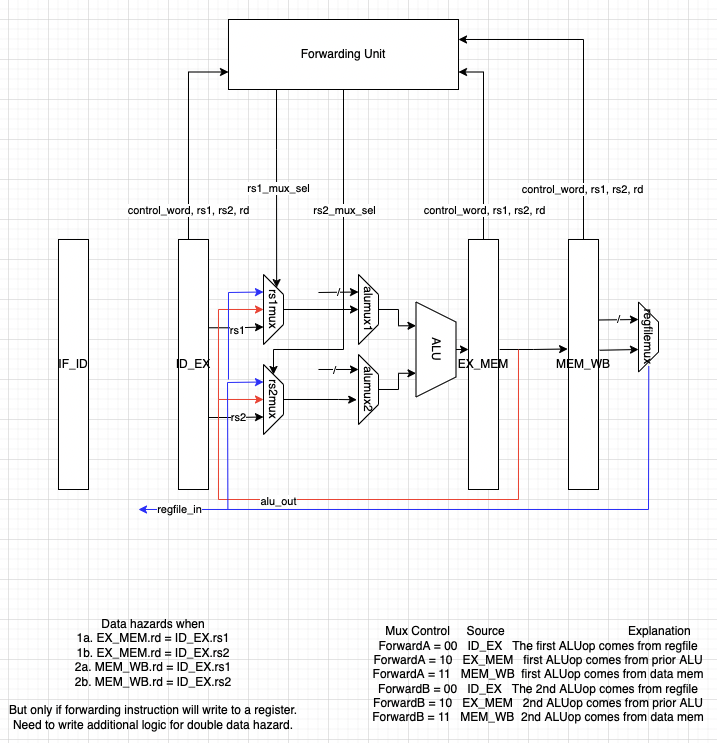 Forwarding Unit
rs1_mux_sel
control_word, rs1, rs2, rd
rs2_mux_sel
control_word, rs1, rs2, rd
control_word, rs1, rs2, rd
IF_ID
ID_EX
rs1mux
rs1
rs2mux
rs2
alumux1
alumux2
ALU
EX_MEM
MEM_WB
regfilemux
alu_out
regfile_in
Data hazards when
1a. EX_MEM.rd = ID_EX.rs1
1b. EX_MEM.rd = ID_EX.rs2
2a. MEM_WB.rd = ID_EX.rs1
2b. MEM_WB.rd = ID_EX.rs2
But only if forwarding instruction will write to a register.
Need to write additional logic for double data hazard.
Mux Control Source Explanation
ForwardA = 00 ID_EX The first ALUop comes from regfile
ForwardA = 10 EX_MEM first ALUop comes from prior ALU
ForwardA = 11 MEM_WB first ALUop comes from data mem
ForwardB = 00 ID_EX The 2nd ALUop comes from regfile
ForwardB = 10 EX_MEM 2nd ALUop comes from prior ALU
ForwardB = 11 MEM_WB 2nd ALUop comes from data mem